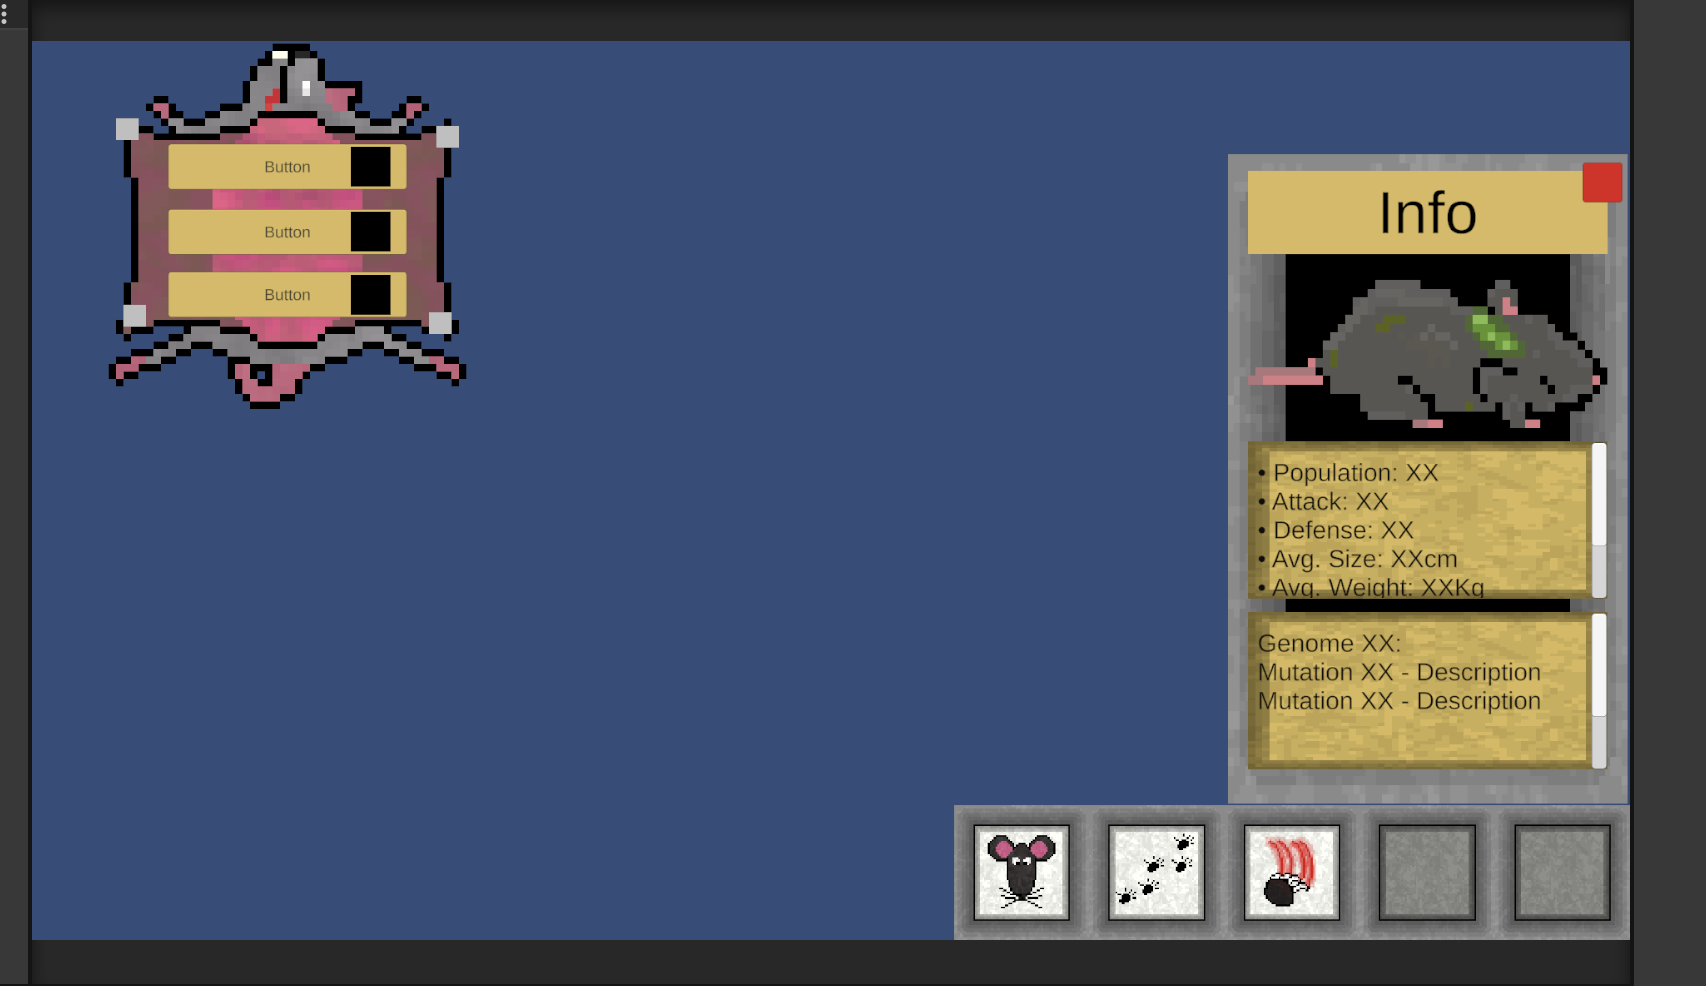 Button
Button
Button
Info
• Population: XX
• Attack: XX
• Defense: XX
• Avg. Size: XXcm
• Avg. Weight: XXKg
Genome XX:
Mutation XX - Description
Mutation XX - Description